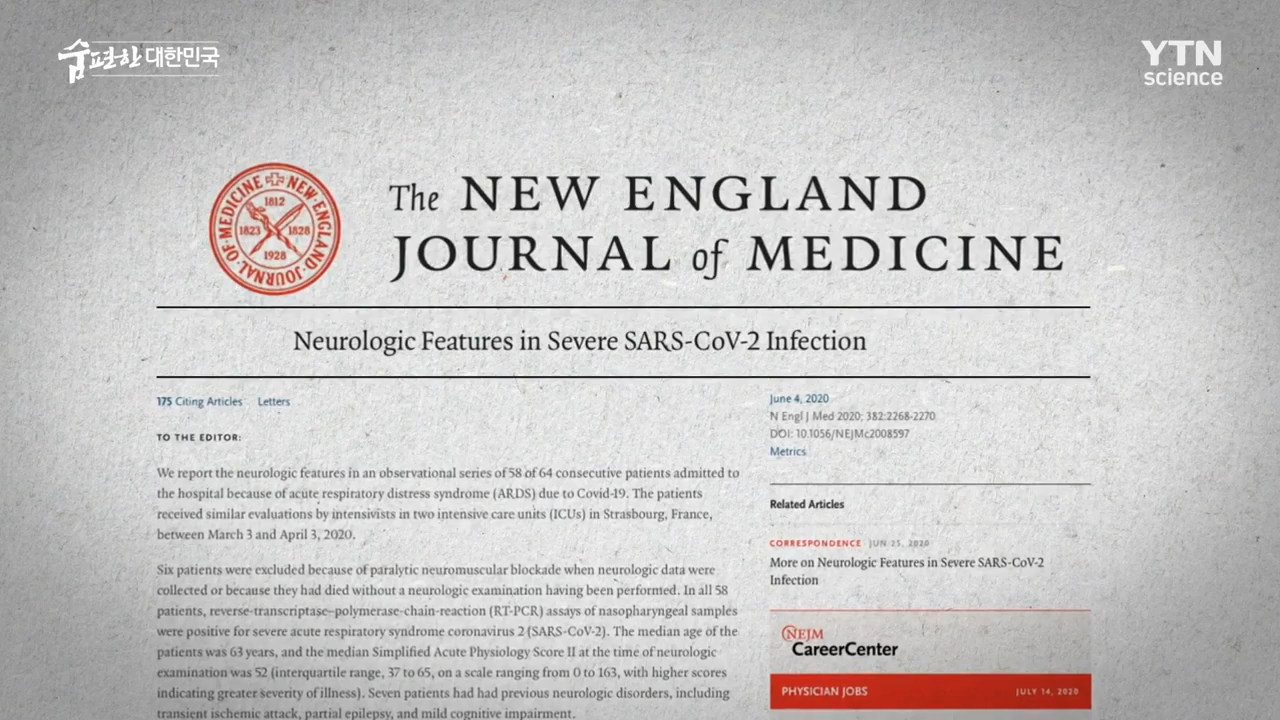 숨편한 대한민국
YTN
science
NEW·ENGLAND·JOURNAL·OF·MEDICINE
1812
1823 1828
1928
The NEW ENGLAND
JOURNAL of MEDICINE
Neurologic Features in Severe SARS-CoV-2 Infection
175 Citing Articles Letters
TO THE EDITOR:
We report the neurologic features in an observational series of 58 of 64 consecutive patients admitted to
the hospital because of acute respiratory distress syndrome (ARDS) due to Covid-19. The patients
received similar evaluations by intensivists in two intensive care units (ICUs) in Strasbourg, France,
between March 3 and April 3, 2020.
Six patients were excluded because of paralytic neuromuscular blockade when neurologic data were
collected or because they had died without a neurologic examination having been performed. In all 58
patients, reverse-transcriptase–polymerase-chain-reaction (RT-PCR) assays of nasopharyngeal samples
were positive for severe acute respiratory syndrome coronavirus 2 (SARS-CoV-2). The median age of the
patients was 63 years, and the median Simplified Acute Physiology Score II at the time of neurologic
examination was 52 (interquartile range, 37 to 65, on a scale ranging from 0 to 163, with higher scores
indicating greater severity of illness). Seven patients had had previous neurologic disorders, including
transient ischemic attack, partial epilepsy, and mild cognitive impairment.
June 4, 2020
N Engl J Med 2020; 382:2268-2270
DOI: 10.1056/NEJMc2008597
Metrics
Related Articles
CORRESPONDENCE JUN 25, 2020
More on Neurologic Features in Severe SARS-CoV-2
Infection
NEJM
CareerCenter
PHYSICIAN JOBS JULY 14, 2020